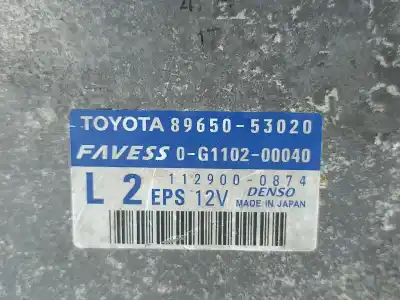 TOYOTA 89650-53020
FAVESS 0-G1102-00040
L 2 EPS 12V
112900-0874
DENSO
MADE IN JAPAN